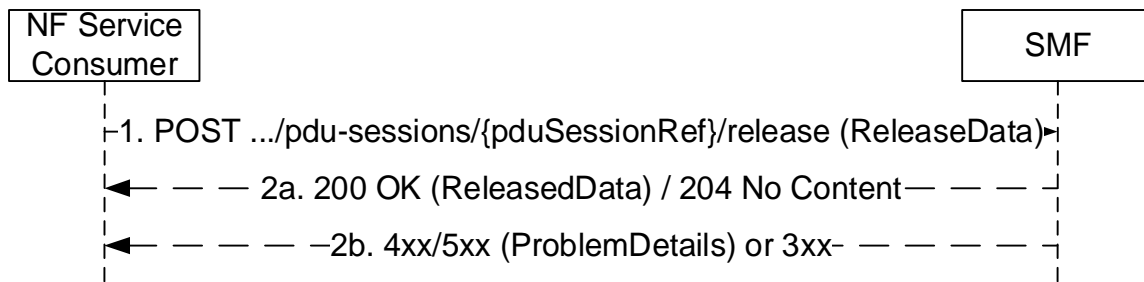 NF Service
Consumer
SMF
1. POST .../pdu-sessions/{pduSessionRef}/release (ReleaseData)
2a. 200 OK (ReleasedData) / 204 No Content
2b. 4xx/5xx (ProblemDetails) or 3xx